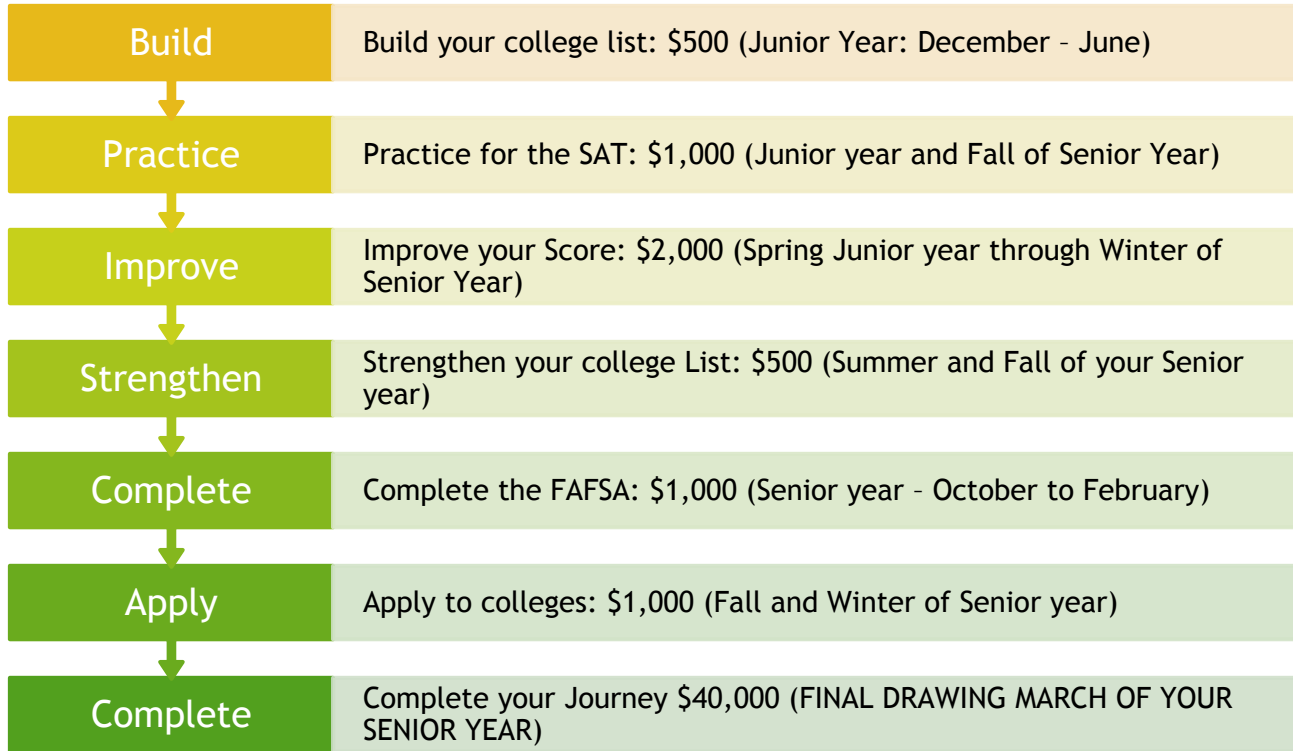 Build
Build your college list: $500 (Junior Year: December – June)
Practice
Practice for the SAT: $1,000 (Junior year and Fall of Senior Year)
Improve
Improve your Score: $2,000 (Spring Junior year through Winter of
Senior Year)
Strengthen
Strengthen your college List: $500 (Summer and Fall of your Senior
year)
Complete
Complete the FAFSA: $1,000 (Senior year – October to February)
Apply
Apply to colleges: $1,000 (Fall and Winter of Senior year)
Complete
Complete your Journey $40,000 (FINAL DRAWING MARCH OF YOUR
SENIOR YEAR)